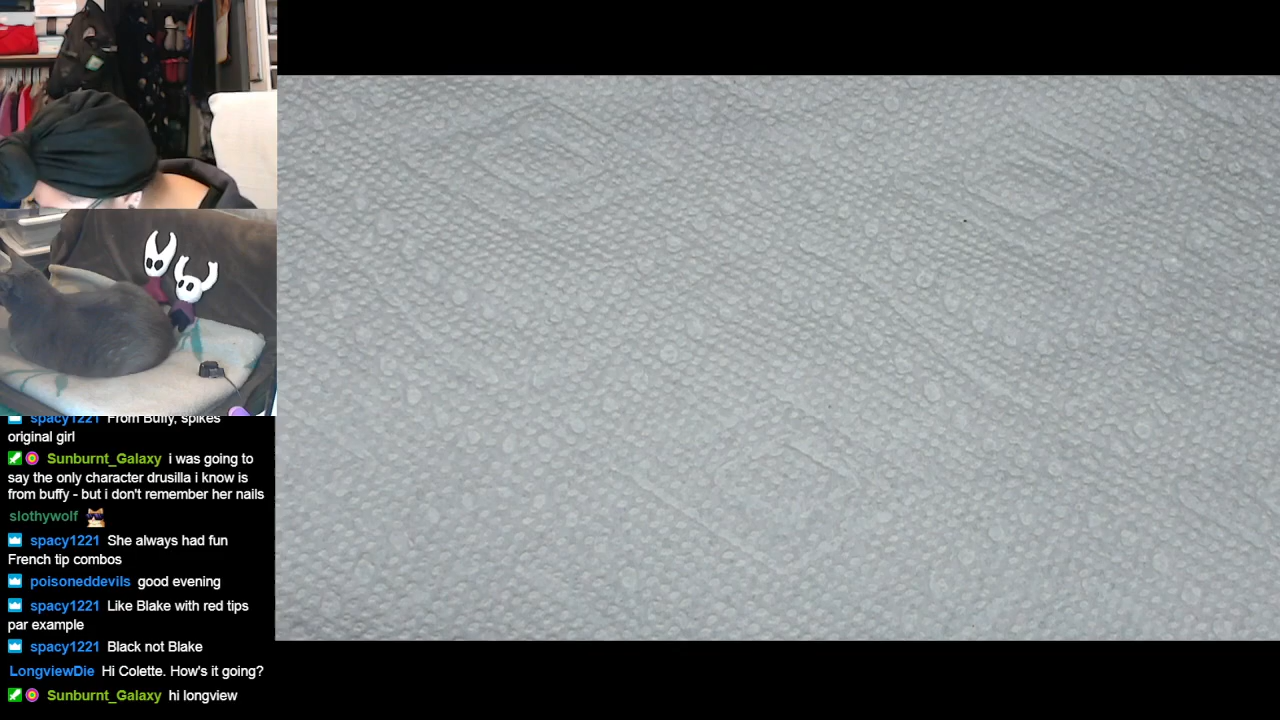 spacy1221 From Buffy, spikes
original girl
Sunburnt_Galaxy i was going to
say the only character drusilla i know is
from buffy - but i don't remember her nails
slothywolf
spacy1221 She always had fun
French tip combos
poisoneddevils good evening
spacy1221 Like Blake with red tips
par example
spacy1221 Black not Blake
LongviewDie Hi Colette. How's it going?
Sunburnt_Galaxy hi longview